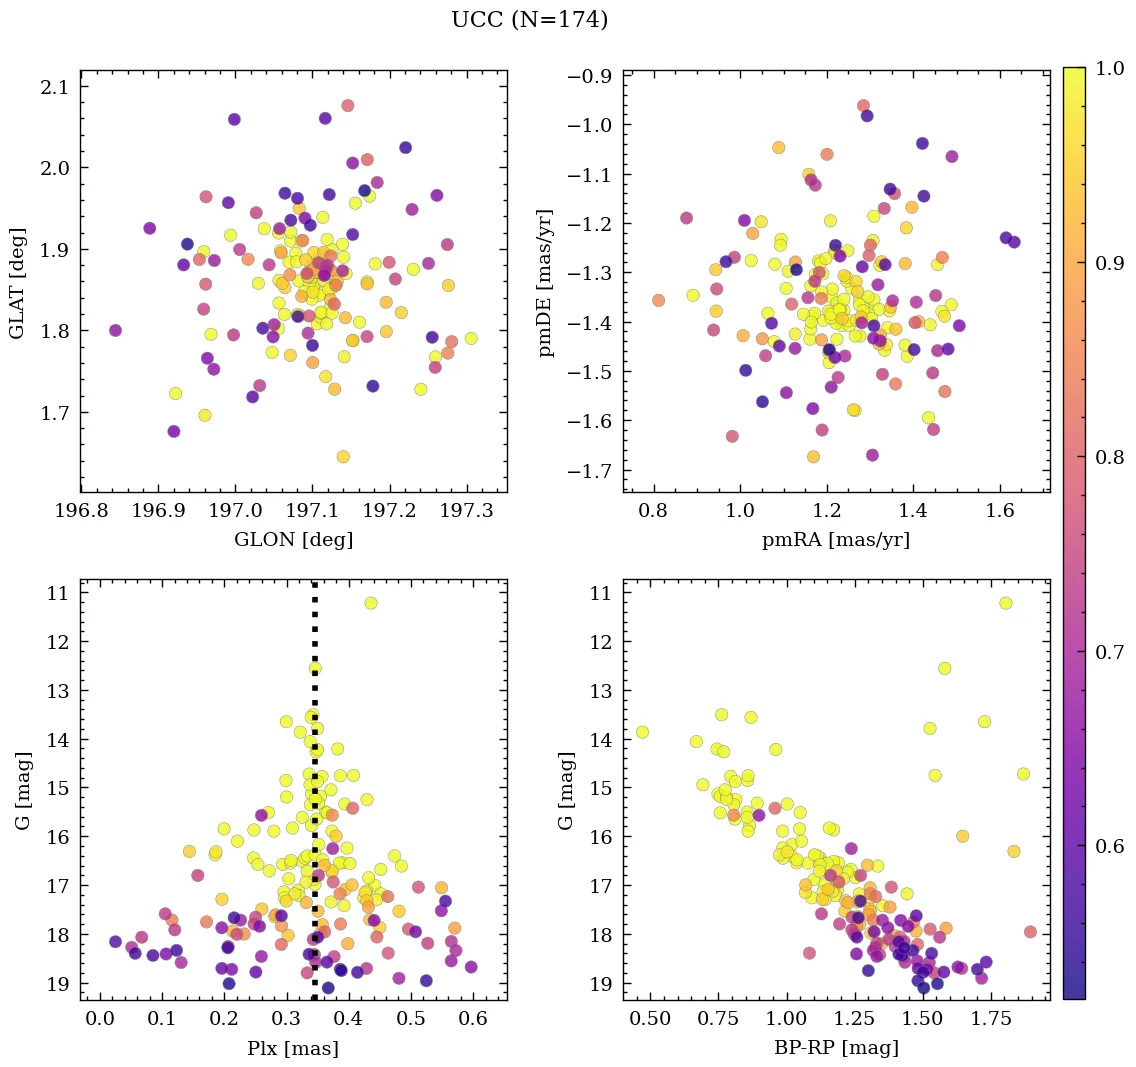 UCC (N=174)
2.1
2.0
1.9
1.8
1.7
GLAT [deg]
196.8 196.9 197.0 197.1 197.2 197.3
GLON [deg]
−0.9
−1.0
−1.1
−1.2
−1.3
−1.4
−1.5
−1.6
−1.7
pmDE [mas/yr]
0.8 1.0 1.2 1.4 1.6
pmRA [mas/yr]
11
12
13
14
15
16
17
18
19
G [mag]
0.0 0.1 0.2 0.3 0.4 0.5 0.6
Plx [mas]
11
12
13
14
15
16
17
18
19
G [mag]
0.50 0.75 1.00 1.25 1.50 1.75
BP-RP [mag]
1.0
0.9
0.8
0.7
0.6